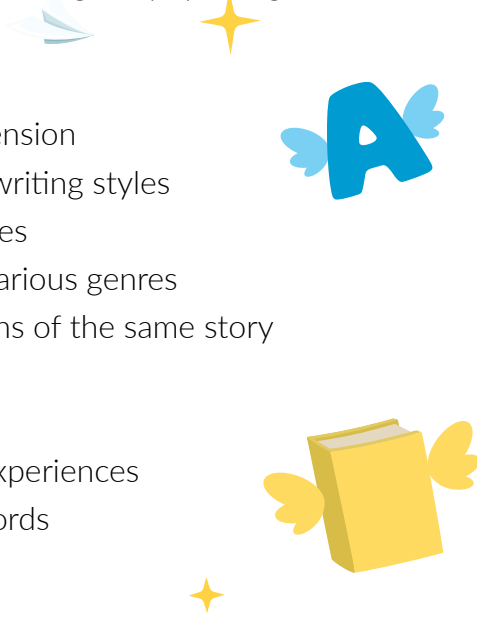 ension
writing styles
es
arious genres
ns of the same story
A
xperiences
ords